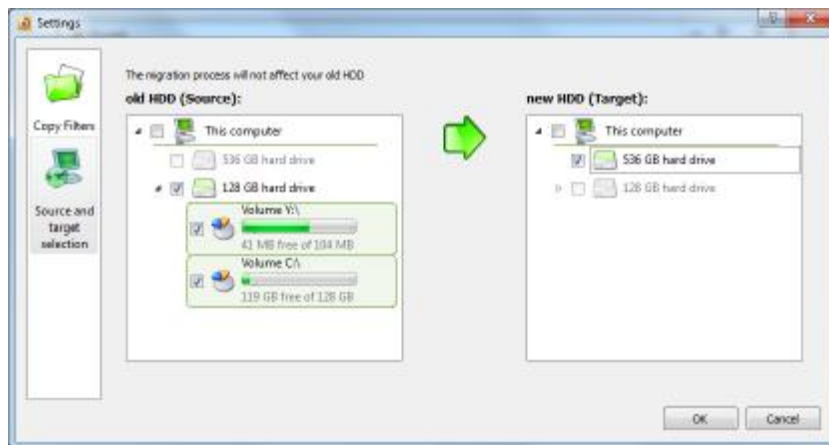 Settings
The migration process will not affect your old HDD
old HDD (Source):
new HDD (Target):
Copy Filters
Source and
target
selection
This computer
536 GB hard drive
128 GB hard drive
Volume Y:\
41 MB free of 104 MB
Volume C:\
119 GB free of 128 GB
This computer
536 GB hard drive
128 GB hard drive
OK
Cancel